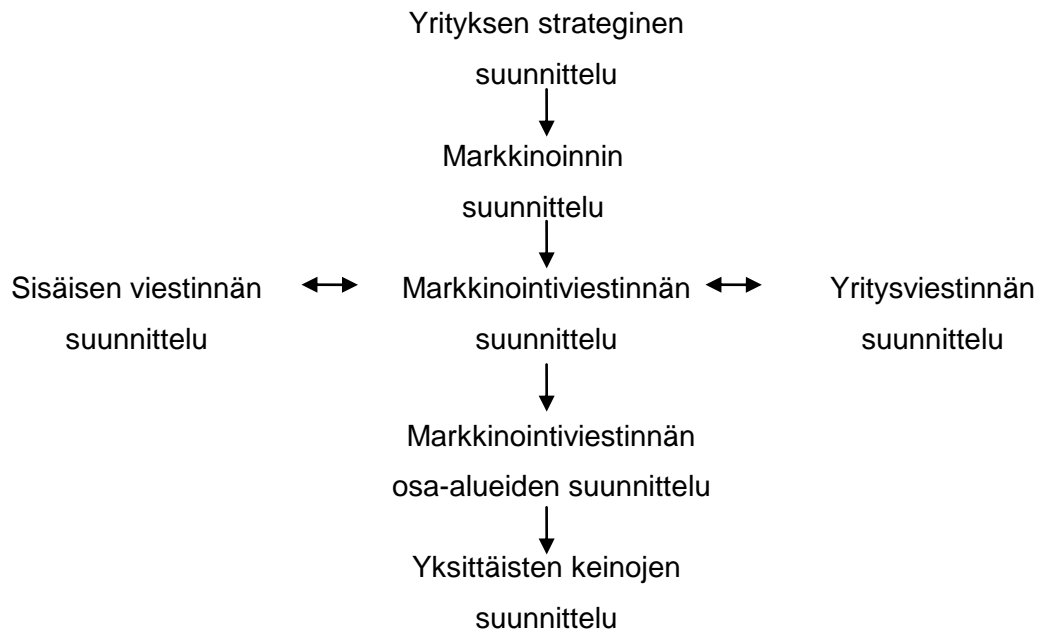 Yrityksen strateginen
suunnittelu
Markkinoinnin
suunnittelu
Sisäisen viestinnän
suunnittelu
Markkinointiviestinnän
suunnittelu
Yritysviestinnän
suunnittelu
Markkinointiviestinnän
osa-alueiden suunnittelu
Yksittäisten keinojen
suunnittelu